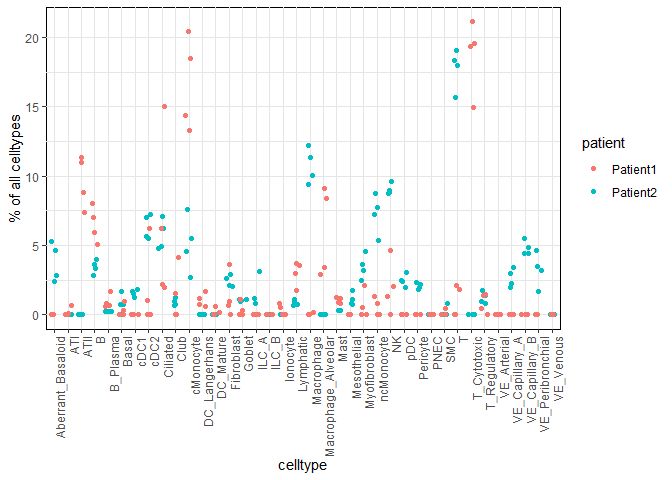 20
15
10
5
0
% of all celltypes
Aberrant_Basaloid
ATI
ATII
B
B_Plasma
Basal
cDC1
cDC2
Ciliated
Club
cMonocyte
DC_Langerhans
DC_Mature
Fibroblast
Goblet
ILC_A
ILC_B
Ionocyte
Lymphatic
Macrophage
Macrophage_Alveolar
Mast
Mesothelial
Myofibroblast
ncMonocyte
NK
pDC
Pericyte
PNEC
SMC
T
T_Cytotoxic
T_Regulatory
VE_Arterial
VE_Capillary_A
VE_Capillary_B
VE_Peribronchial
VE_Venous
celltype
patient
Patient1
Patient2